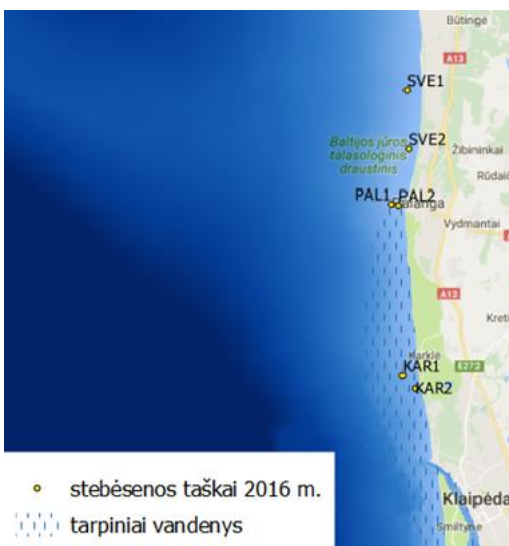 Būtingė
A13
SVE1
SVE2
Baltijos jūros
talasologinis
draustinis
Žibininkai
Rūdaič
PAL1
PAL2
alanga
Vydmantai
A13
Kreti
Karklė
KAR1
E272
KAR2
stebėsenos taškai 2016 m.
tarpiniai vandenys
Klaipėda
Smiltynė